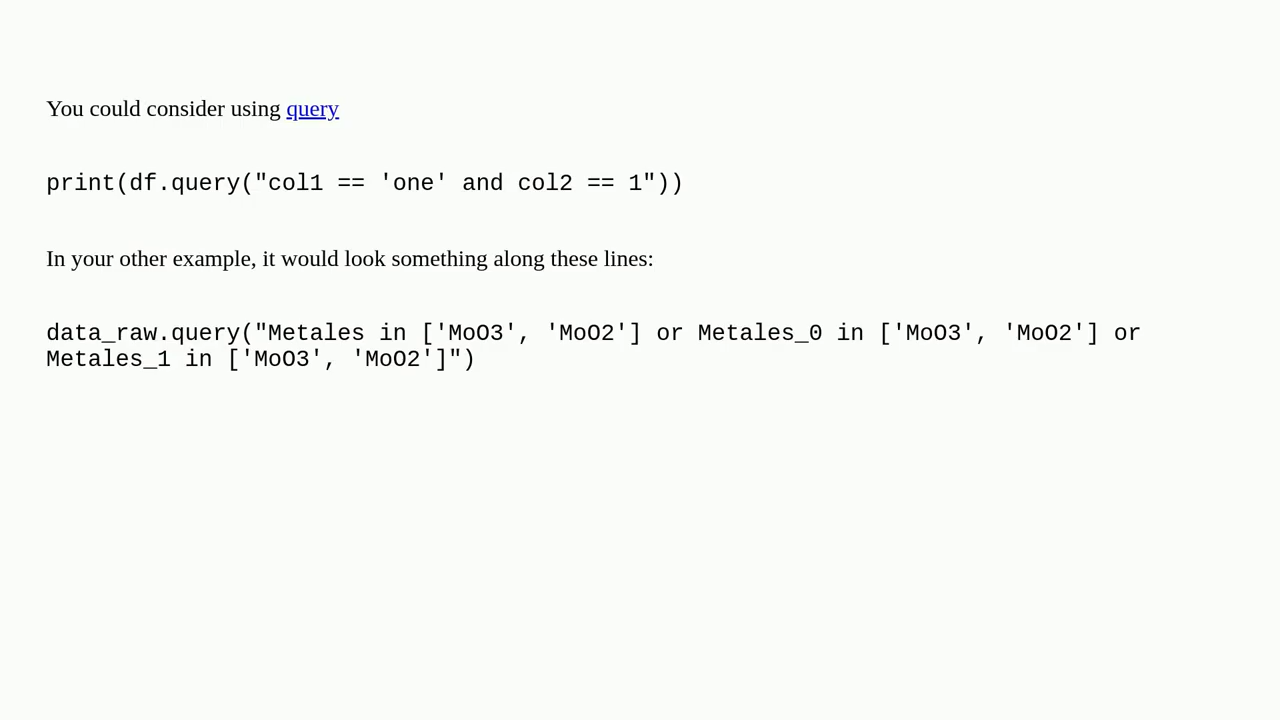 You could consider using query
print(df.query("col1 == 'one' and col2 == 1"))
In your other example, it would look something along these lines:
data_raw.query("Metales in ['MoO3', 'MoO2'] or Metales_0 in ['MoO3', 'MoO2'] or
Metales_1 in ['MoO3', 'MoO2']")